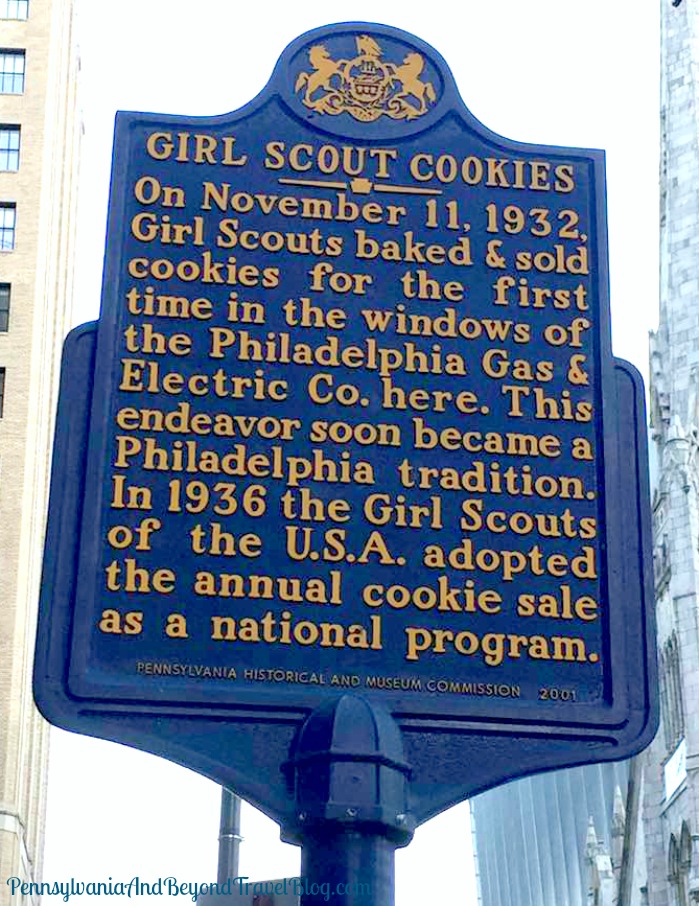 GIRL SCOUT COOKIES
On November 11, 1932,
Girl Scouts baked & sold
cookies for the first
time in the windows of
the Philadelphia Gas &
Electric Co. here. This
endeavor soon became a
Philadelphia tradition.
In 1936 the Girl Scouts
of the U.S.A. adopted
the annual cookie sale
as a national program.
PENNSYLVANIA HISTORICAL AND MUSEUM COMMISSION 2001
PennsylvaniaAndBeyondTravelBlog.com